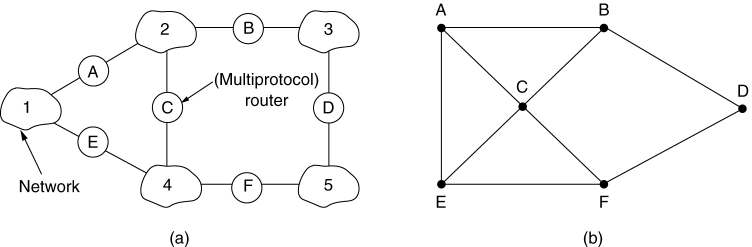 2
B
3
A
(Multiprotocol)
router
1
C
D
E
Network
4
F
5
(a)
A
B
C
D
E
F
(b)